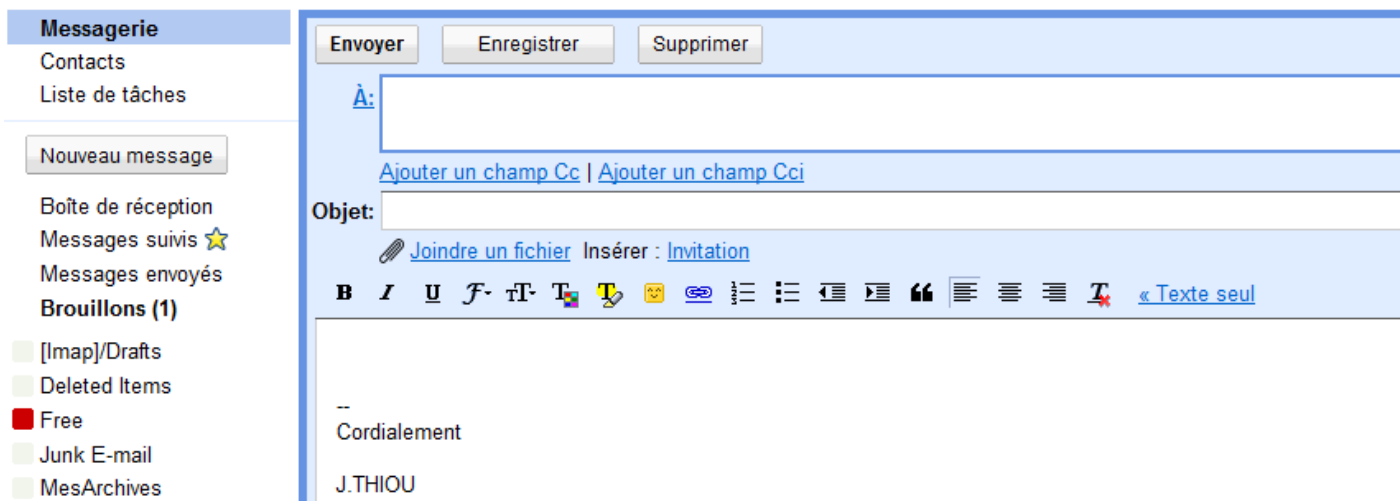 Messagerie
Contacts
Liste de tâches
Nouveau message
Boîte de réception
Messages suivis
Messages envoyés
Brouillons (1)
[Imap]/Drafts
Deleted Items
Free
Junk E-mail
MesArchives
Envoyer Enregistrer Supprimer
À:
Ajouter un champ Cc | Ajouter un champ Cci
Objet:
Joindre un fichier Insérer : Invitation
B I U F T T T T T « Texte seul
--
Cordialement
J.THIOU